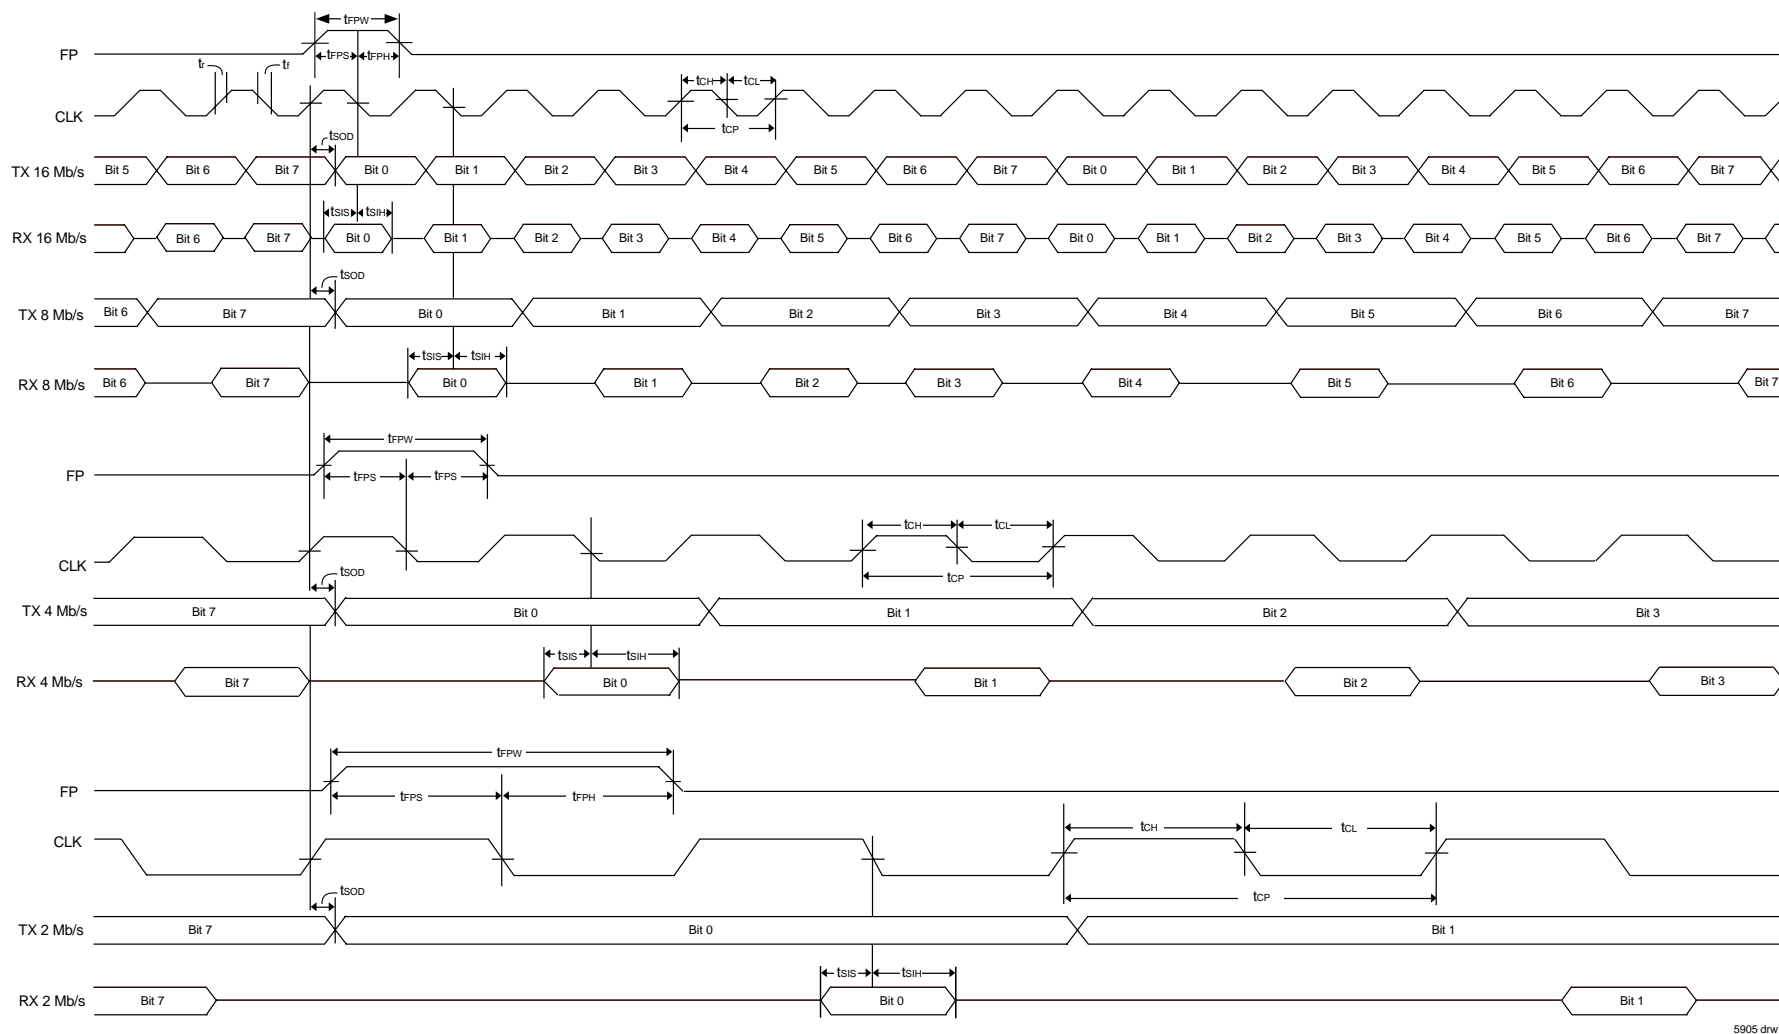 tFPW
FP
tFPS tFPH
tr tf
tCH tCL
CLK
tCP
tSOD
TX 16 Mb/s Bit 5 Bit 6 Bit 7 Bit 0 Bit 1 Bit 2 Bit 3 Bit 4 Bit 5 Bit 6 Bit 7 Bit 0 Bit 1 Bit 2 Bit 3 Bit 4 Bit 5 Bit 6 Bit 7
tSIS tSIH
RX 16 Mb/s Bit 6 Bit 7 Bit 0 Bit 1 Bit 2 Bit 3 Bit 4 Bit 5 Bit 6 Bit 7 Bit 0 Bit 1 Bit 2 Bit 3 Bit 4 Bit 5 Bit 6 Bit 7
tSOD
TX 8 Mb/s Bit 6 Bit 7 Bit 0 Bit 1 Bit 2 Bit 3 Bit 4 Bit 5 Bit 6 Bit 7
tSIS tSIH
RX 8 Mb/s Bit 6 Bit 7 Bit 0 Bit 1 Bit 2 Bit 3 Bit 4 Bit 5 Bit 6 Bit 7
tFPW
FP
tFPS tFPS
tCH tCL
CLK
tCP
tSOD
TX 4 Mb/s Bit 7 Bit 0 Bit 1 Bit 2 Bit 3
tSIS tSIH
RX 4 Mb/s Bit 7 Bit 0 Bit 1 Bit 2 Bit 3
tFPW
FP
tFPS tFPH
tCH tCL
CLK
tCP
tSOD
TX 2 Mb/s Bit 7 Bit 0 Bit 1
tSIS tSIH
RX 2 Mb/s Bit 7 Bit 0 Bit 1
5905 drw